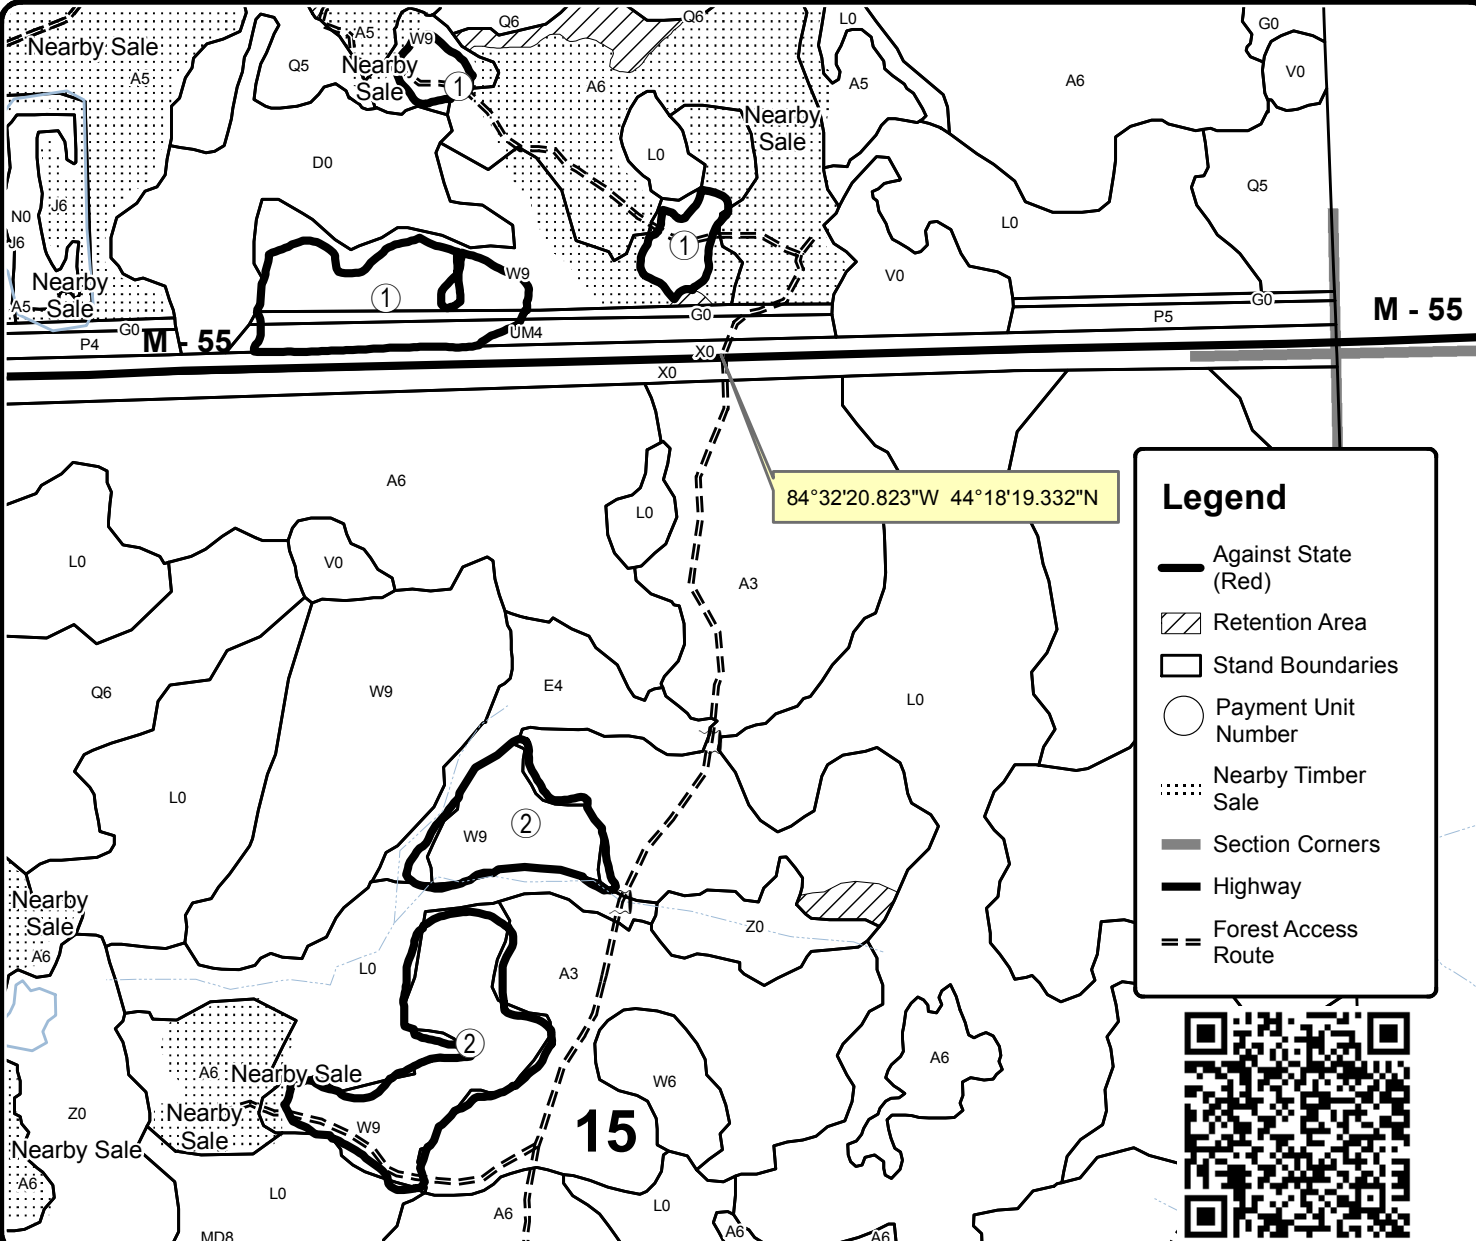 Q6
Q6
L0
G0
Nearby Sale
A5
W9
A5
Q5
Nearby
Sale
1
A6
A5
A6
V0
Nearby
Sale
D0
L0
Q5
N0
J6
J6
L0
1
Nearby
Sale
A5
1
W9
V0
G0
G0
G0
M - 55
P4
M - 55
UM4
P5
X0
X0
84°32'20.823"W 44°18'19.332"N
A6
L0
L0
V0
A3
Q6
W9
E4
L0
L0
W9
2
Nearby
Sale
A6
Z0
L0
A3
2
A6
A6
Nearby Sale
W6
Z0
Nearby
Sale
W9
15
Nearby Sale
A6
L0
A6
L0
MD8
A6
A6
Legend
Against State
(Red)
Retention Area
Stand Boundaries
Payment Unit
Number
Nearby Timber
Sale
Section Corners
Highway
Forest Access
Route